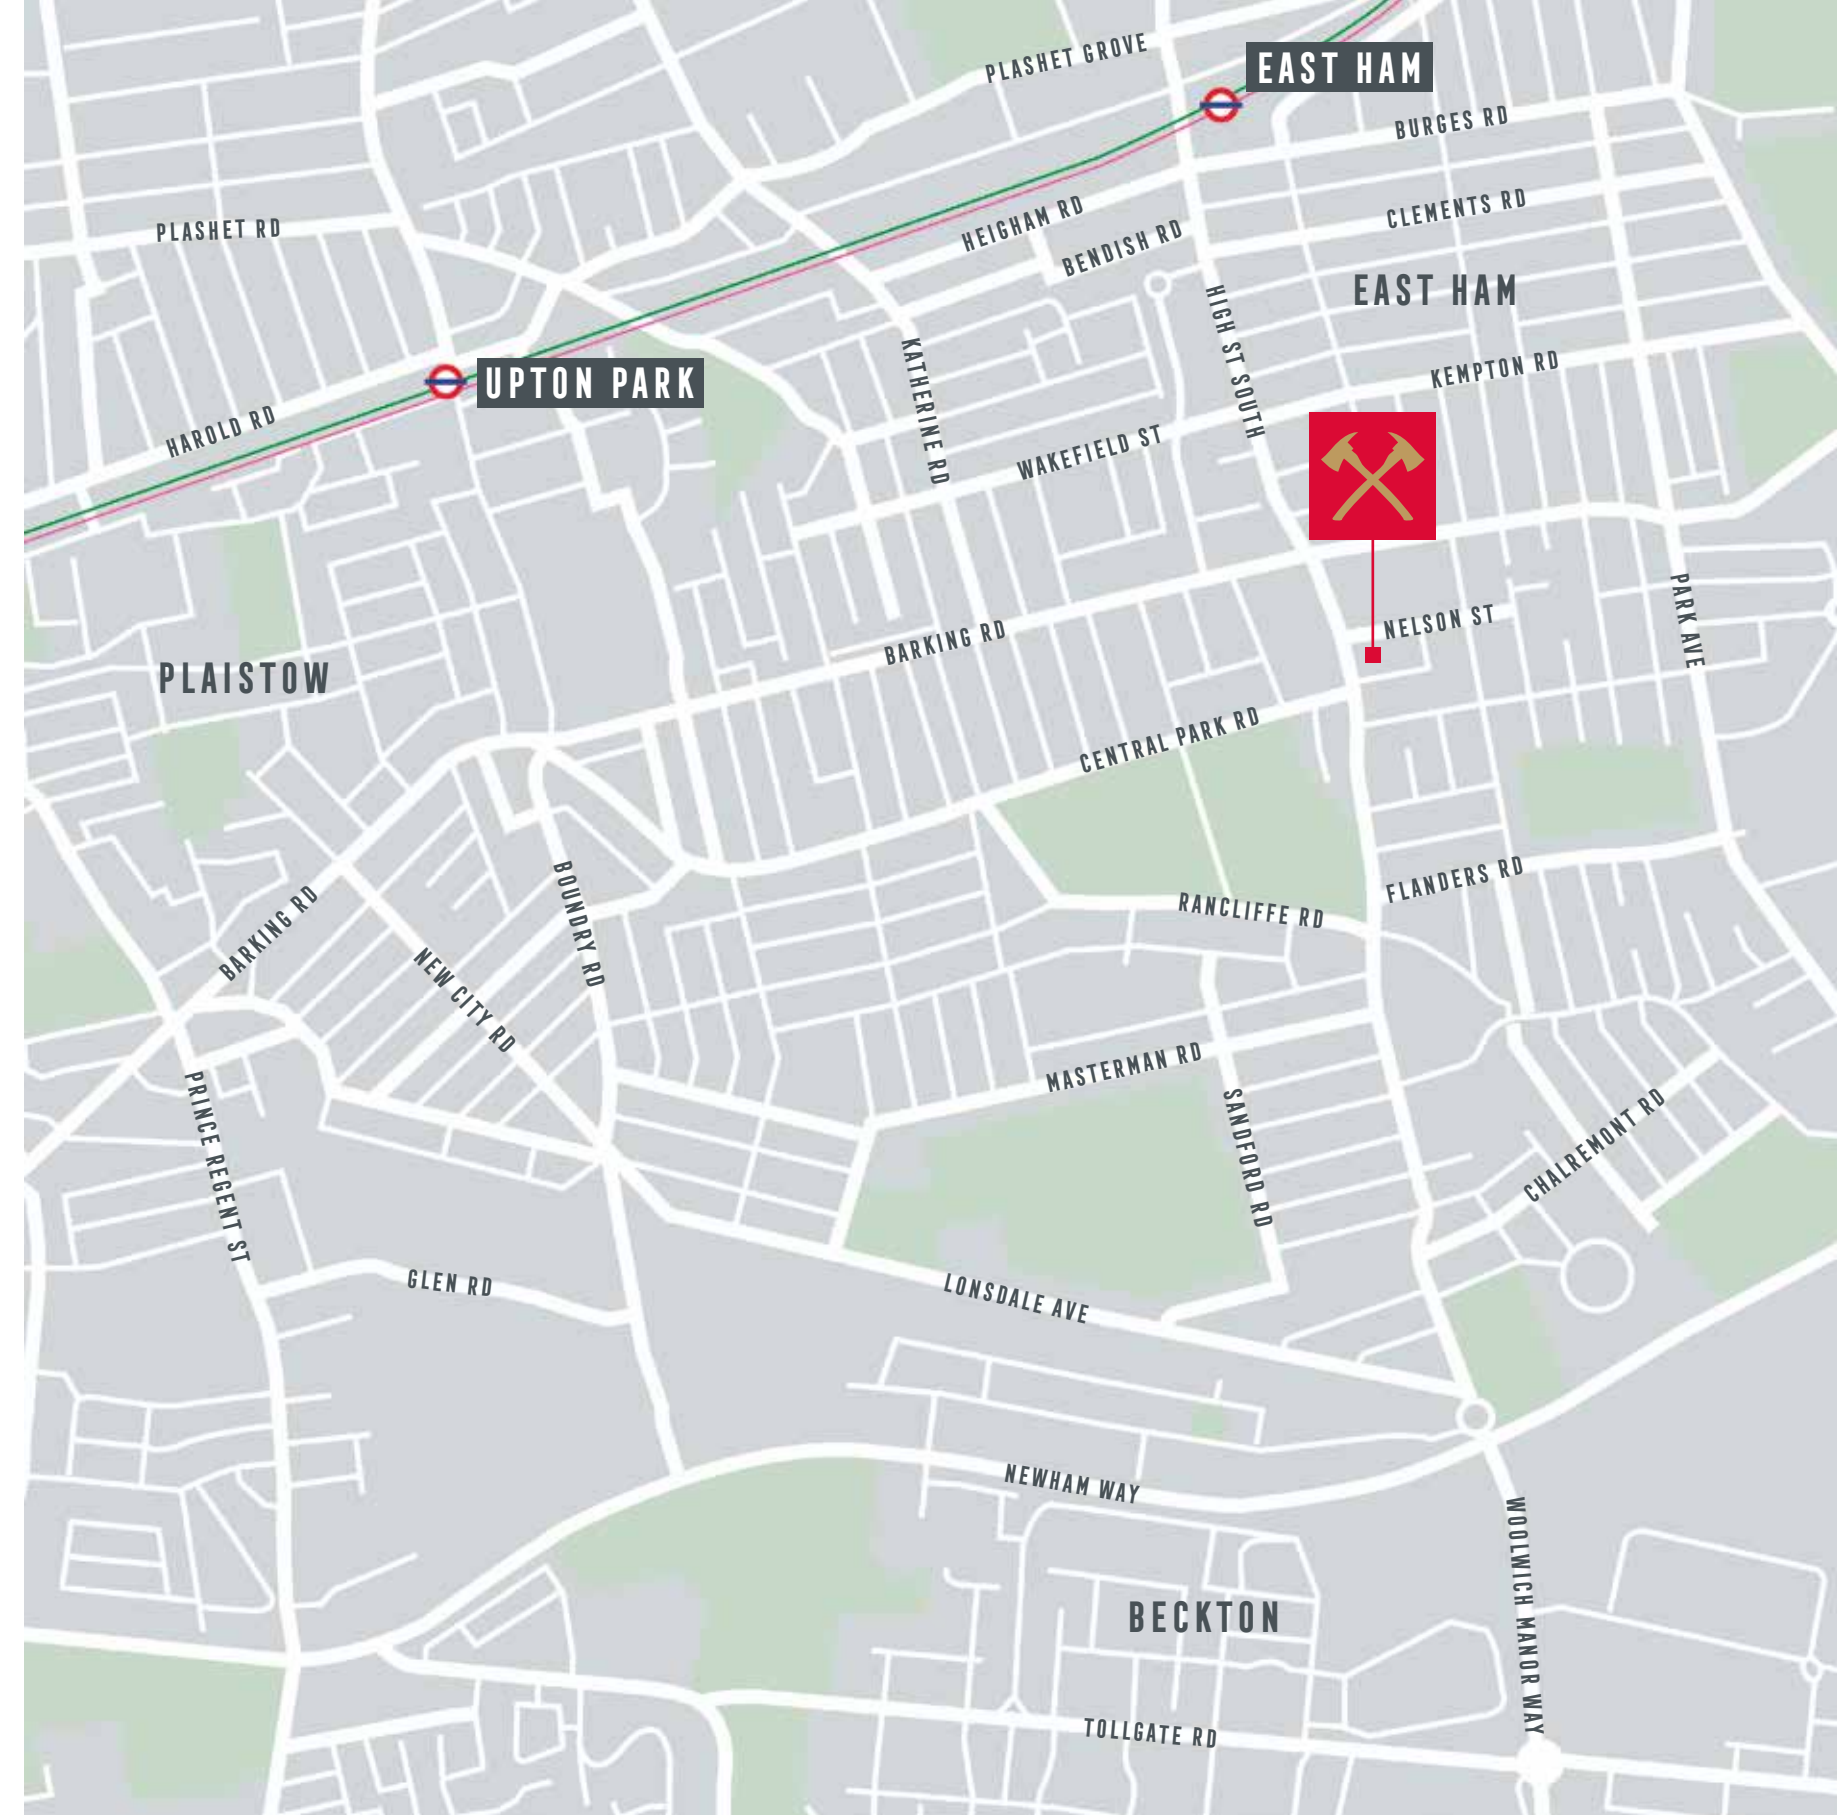 PLASHET GROVE
EAST HAM
BURGES RD
PLASHET RD
HEIGHAM RD
BENDISH RD
CLEMENTS RD
EAST HAM
HIGH ST SOUTH
UPTON PARK
KATHERINE RD
KEMPTON RD
HAROLD RD
WAKEFIELD ST
BARKING RD
NELSON ST
PARK AVE
PLAISTOW
CENTRAL PARK RD
BARKING RD
BOUNDRY RD
RANCLIFFE RD
FLANDERS RD
NEW CITY RD
MASTERMAN RD
PRINCE REGENT ST
SANDFORD RD
CHALREMONT RD
GLEN RD
LONSDALE AVE
NEWHAM WAY
WOOLWICH MANOR WAY
BECKTON
TOLLGATE RD